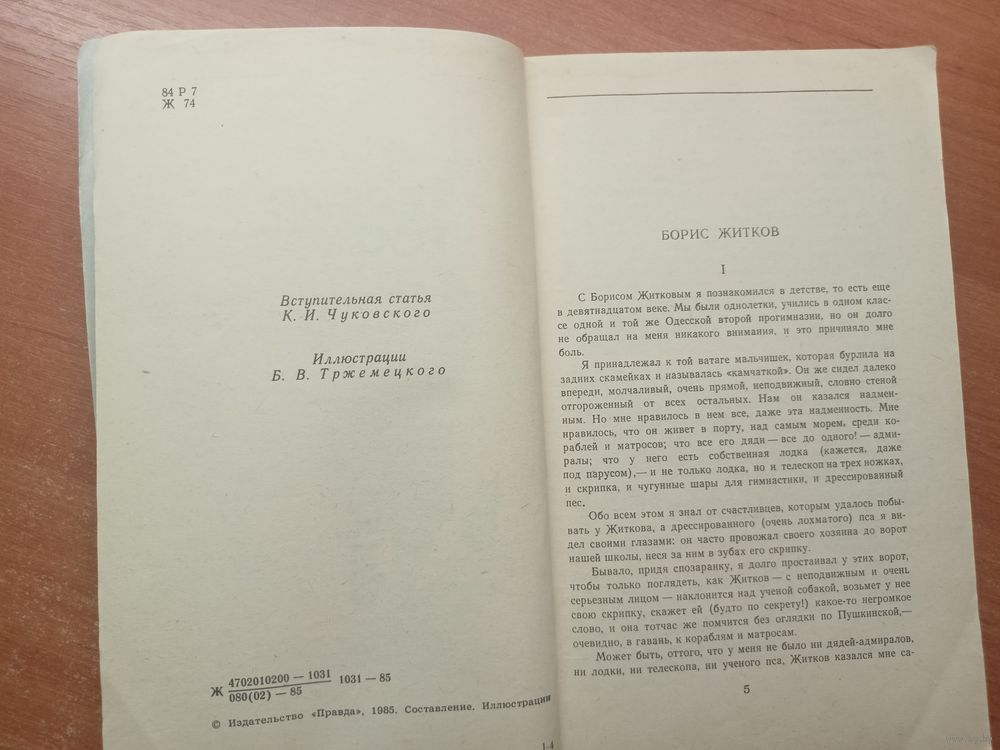 84 Р 7
Ж 74
Вступительная статья
К. И. Чуковского
Иллюстрации
Б. В. Тржемецкого
Ж 4702010200 — 1031
080(02) — 85
1031 — 85
© Издательство «Правда», 1985. Составление. Иллюстрации
1-4
БОРИС ЖИТКОВ
I
С Борисом Житковым я познакомился в детстве, то есть еще
в девятнадцатом веке. Мы были однолетки, учились в одном клас-
се одной и той же Одесской второй прогимназии, но он долго
не обращал на меня никакого внимания, и это причиняло мне
боль.
Я принадлежал к той ватаге мальчишек, которая бурлила на
задних скамейках и называлась «камчаткой». Он же сидел далеко
впереди, молчаливый, очень прямой, неподвижный, словно стеной
отгороженный от всех остальных. Нам он казался надмен-
ным. Но мне нравилось в нем все, даже эта надменность. Мне
нравилось, что он живет в порту, над самым морем, среди ко-
раблей и матросов; что все его дяди — все до одного! — адми-
ралы; что у него есть собственная лодка (кажется, даже
под парусом),— и не только лодка, но и телескоп на трех ножках,
и скрипка, и чугунные шары для гимнастики, и дрессированный
пес.
Обо всем этом я знал от счастливцев, которым удалось побы-
вать у Житкова, а дрессированного (очень лохматого) пса я ви-
дел своими глазами: он часто провожал своего хозяина до ворот
нашей школы, неся за ним в зубах его скрипку.
Бывало, придя спозаранку, я долго простаивал у этих ворот,
чтобы только поглядеть, как Житков — с неподвижным и очень
серьезным лицом — наклонится над ученой собакой, возьмет у нее
свою скрипку, скажет ей (будто по секрету!) какое-то негромкое
слово, и она тотчас же помчится без оглядки по Пушкинской,—
очевидно, в гавань, к кораблям и матросам.
Может быть, оттого, что у меня не было ни дядей-адмиралов,
ни лодки, ни телескопа, ни ученого пса, Житков казался мне са-
5